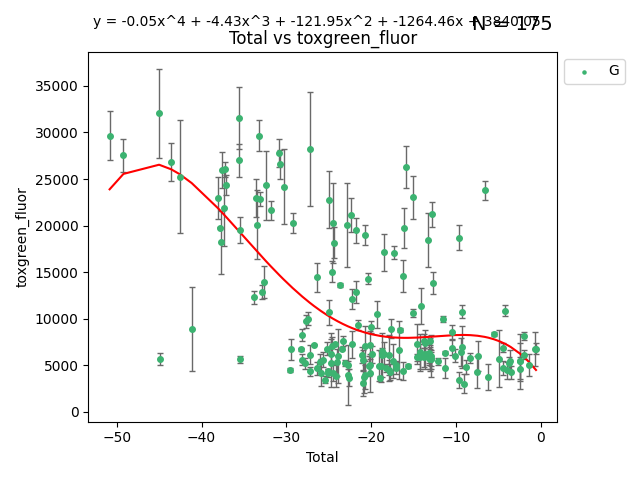 y = -0.05x^4 + -4.43x^3 + -121.95x^2 + -1264.46x + 3840.05
N = 175
Total vs toxgreen_fluor
G
35000
30000
25000
20000
15000
10000
5000
0
toxgreen_fluor
−50 −40 −30 −20 −10 0
Total